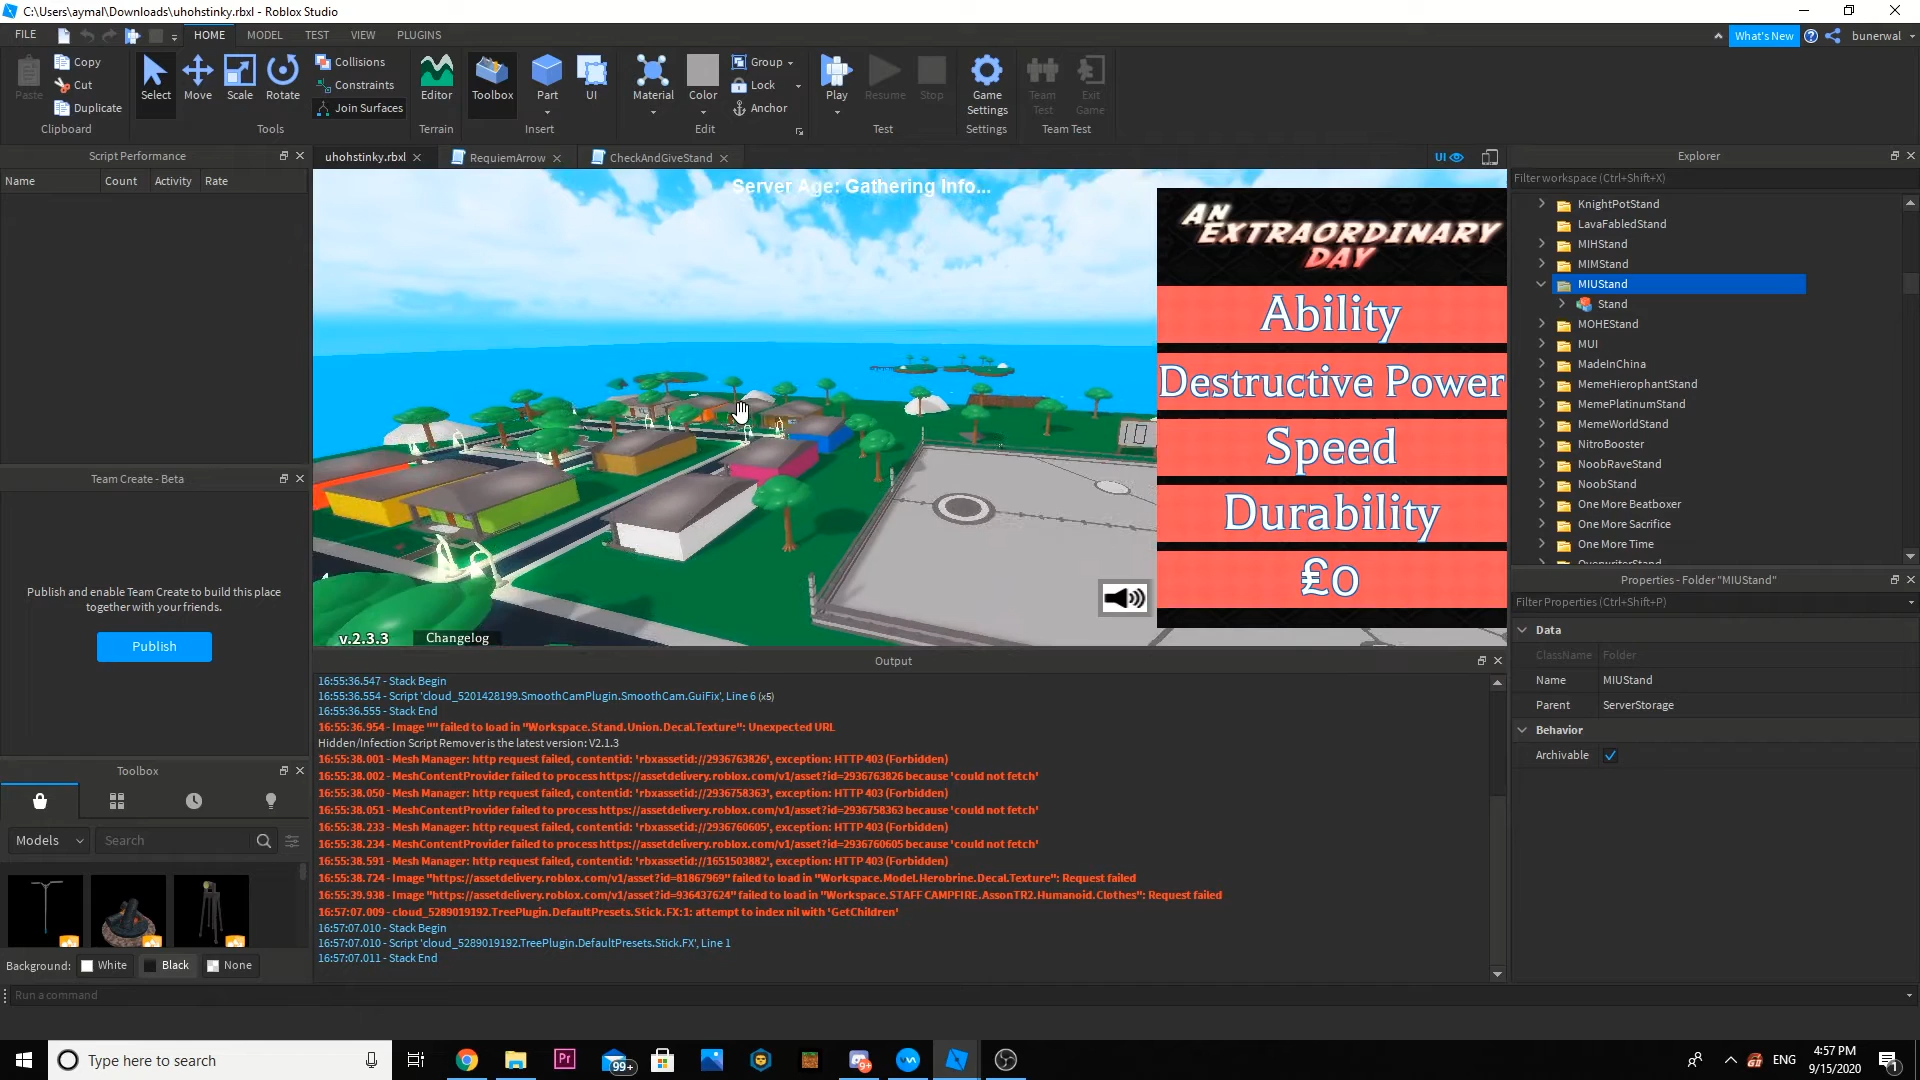 C:\Users\aymal\Downloads\uhohstinky.rbxl - Roblox Studio
FILE HOME MODEL TEST VIEW PLUGINS What's New bunerwal
Paste Copy Cut Duplicate Clipboard
Select Move Scale Rotate Collisions Constraints Join Surfaces Tools
Editor Terrain
Toolbox Part UI Insert
Material Color Group Lock Anchor Edit
Play Resume Stop Test
Game Settings Settings
Team Test Exit Game Team Test
Script Performance
Name Count Activity Rate
uhohstinky.rbxl RequiemArrow CheckAndGiveStand UI
Server Age: Gathering Info...
AN EXTRAORDINARY DAY
Ability
Destructive Power
Speed
Durability
£0
10
v.2.3.3 Changelog
Team Create - Beta
Publish and enable Team Create to build this place
together with your friends.
Publish
Toolbox
Models Search
Background: White Black None
Output
16:55:36.547 - Stack Begin
16:55:36.554 - Script 'cloud_5201428199.SmoothCamPlugin.SmoothCam.GuiFix', Line 6 (x5)
16:55:36.555 - Stack End
16:55:36.954 - Image "" failed to load in "Workspace.Stand.Union.Decal.Texture": Unexpected URL
Hidden/Infection Script Remover is the latest version: V2.1.3
16:55:38.001 - Mesh Manager: http request failed, contentid: 'rbxassetid://2936763826', exception: HTTP 403 (Forbidden)
16:55:38.002 - MeshContentProvider failed to process https://assetdelivery.roblox.com/v1/asset?id=2936763826 because 'could not fetch'
16:55:38.050 - Mesh Manager: http request failed, contentid: 'rbxassetid://2936758363', exception: HTTP 403 (Forbidden)
16:55:38.051 - MeshContentProvider failed to process https://assetdelivery.roblox.com/v1/asset?id=2936758363 because 'could not fetch'
16:55:38.233 - Mesh Manager: http request failed, contentid: 'rbxassetid://2936760605', exception: HTTP 403 (Forbidden)
16:55:38.234 - MeshContentProvider failed to process https://assetdelivery.roblox.com/v1/asset?id=2936760605 because 'could not fetch'
16:55:38.591 - Mesh Manager: http request failed, contentid: 'rbxassetid://1651503882', exception: HTTP 403 (Forbidden)
16:55:38.724 - Image "https://assetdelivery.roblox.com/v1/asset?id=81867969" failed to load in "Workspace.Model.Herobrine.Decal.Texture": Request failed
16:55:39.938 - Image "https://assetdelivery.roblox.com/v1/asset?id=936437624" failed to load in "Workspace.STAFF CAMPFIRE.AssonTR2.Humanoid.Clothes": Request failed
16:57:07.009 - cloud_5289019192.TreePlugin.DefaultPresets.Stick.FX:1: attempt to index nil with 'GetChildren'
16:57:07.010 - Stack Begin
16:57:07.010 - Script 'cloud_5289019192.TreePlugin.DefaultPresets.Stick.FX', Line 1
16:57:07.011 - Stack End
Explorer
Filter workspace (Ctrl+Shift+X)
KnightPotStand
LavaFabledStand
MIHStand
MIMStand
MIUStand
Stand
MOHEStand
MUI
MadeInChina
MemeHierophantStand
MemePlatinumStand
MemeWorldStand
NitroBooster
NoobRaveStand
NoobStand
One More Beatboxer
One More Sacrifice
One More Time
OverwriterStand
Properties - Folder "MIUStand"
Filter Properties (Ctrl+Shift+P)
Data
ClassName Folder
Name MIUStand
Parent ServerStorage
Behavior
Archivable
Run a command
Type here to search
Pr
99+
9+
ENG
4:57 PM
9/15/2020
1